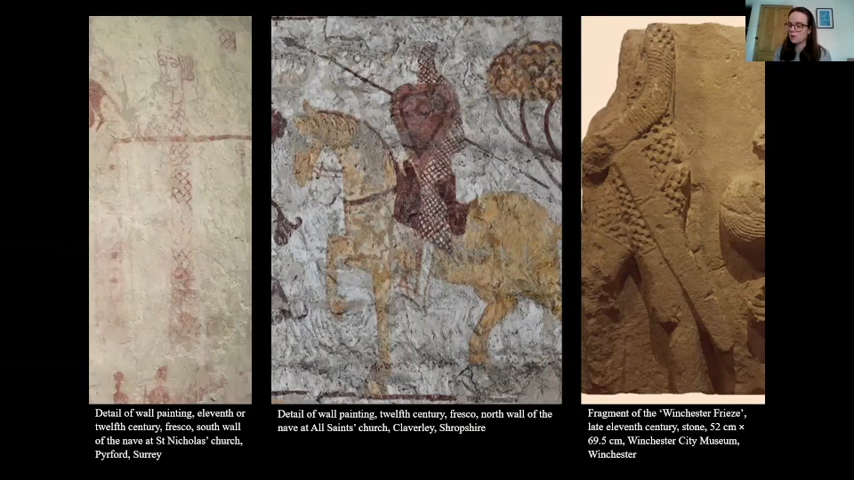 Detail of wall painting, eleventh or
twelfth century, fresco, south wall
of the nave at St Nicholas' church,
Pyrford, Surrey
Detail of wall painting, twelfth century, fresco, north wall of the
nave at All Saints' church, Claverley, Shropshire
Fragment of the 'Winchester Frieze',
late eleventh century, stone, 52 cm ×
69.5 cm, Winchester City Museum,
Winchester